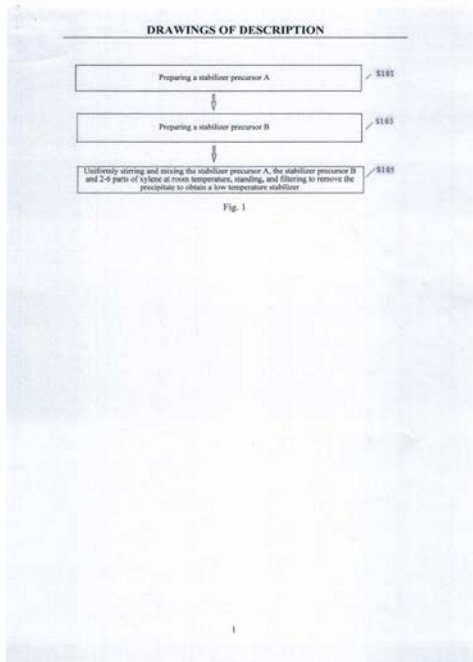 DRAWINGS OF DESCRIPTION
Preparing a stabilizer precursor A
S101
Preparing a stabilizer precursor B
S103
Uniformly stirring and mixing the stabilizer precursor A, the stabilizer precursor B
and 2-6 parts of xylene at room temperature, standing, and filtering to remove the
precipitate to obtain a low temperature stabilizer
S105
Fig. 1
1